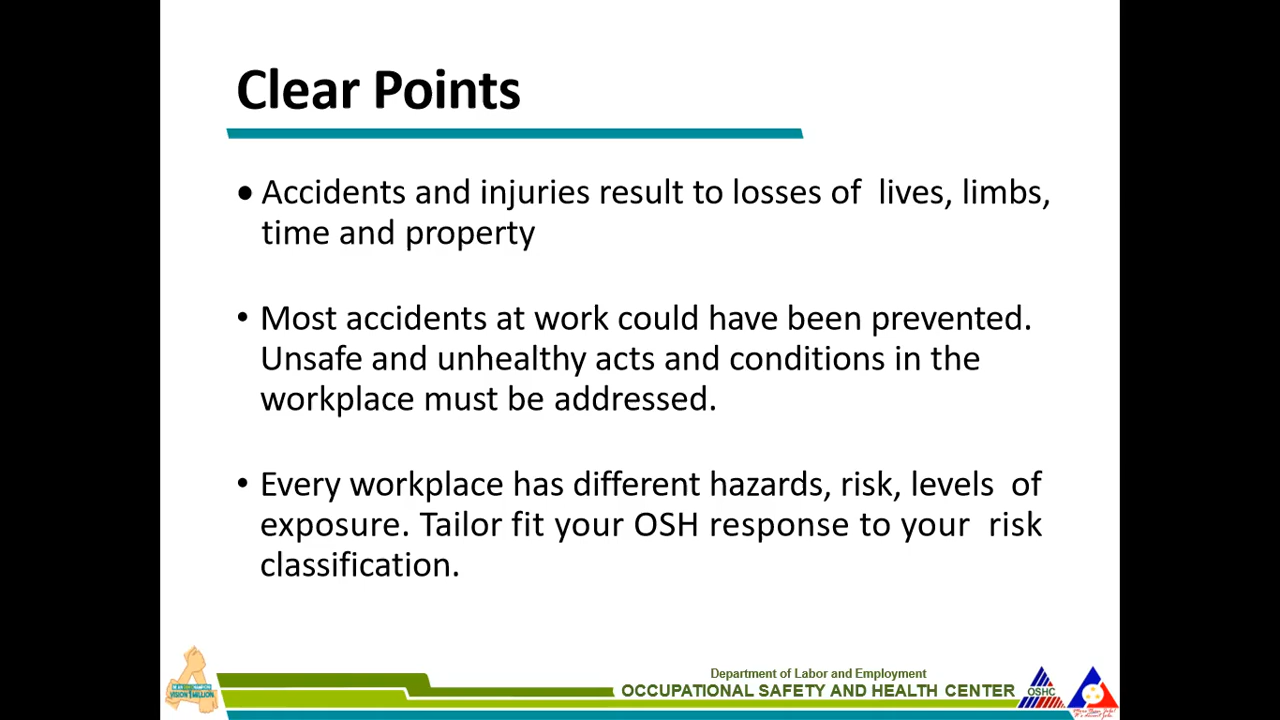 Clear Points
• Accidents and injuries result to losses of lives, limbs,
time and property
• Most accidents at work could have been prevented.
Unsafe and unhealthy acts and conditions in the
workplace must be addressed.
• Every workplace has different hazards, risk, levels of
exposure. Tailor fit your OSH response to your risk
classification.
Department of Labor and Employment
OCCUPATIONAL SAFETY AND HEALTH CENTER
OSHC
VISION 1 MILLION